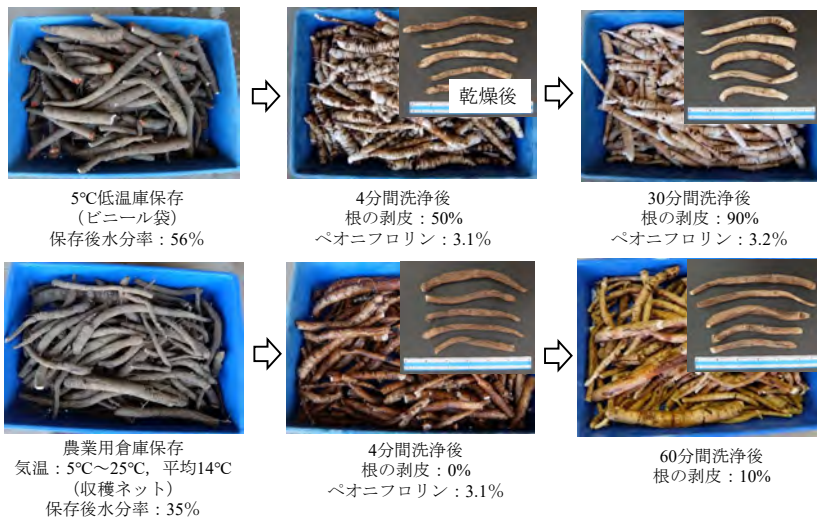 乾燥後
5℃低温庫保存
（ビニール袋）
保存後水分率：56%
4分間洗浄後
根の剥皮：50%
ペオニフロリン：3.1%
30分間洗浄後
根の剥皮：90%
ペオニフロリン：3.2%
農業用倉庫保存
気温：5℃～25℃，平均14℃
（収穫ネット）
保存後水分率：35%
4分間洗浄後
根の剥皮：0%
ペオニフロリン：3.1%
60分間洗浄後
根の剥皮：10%